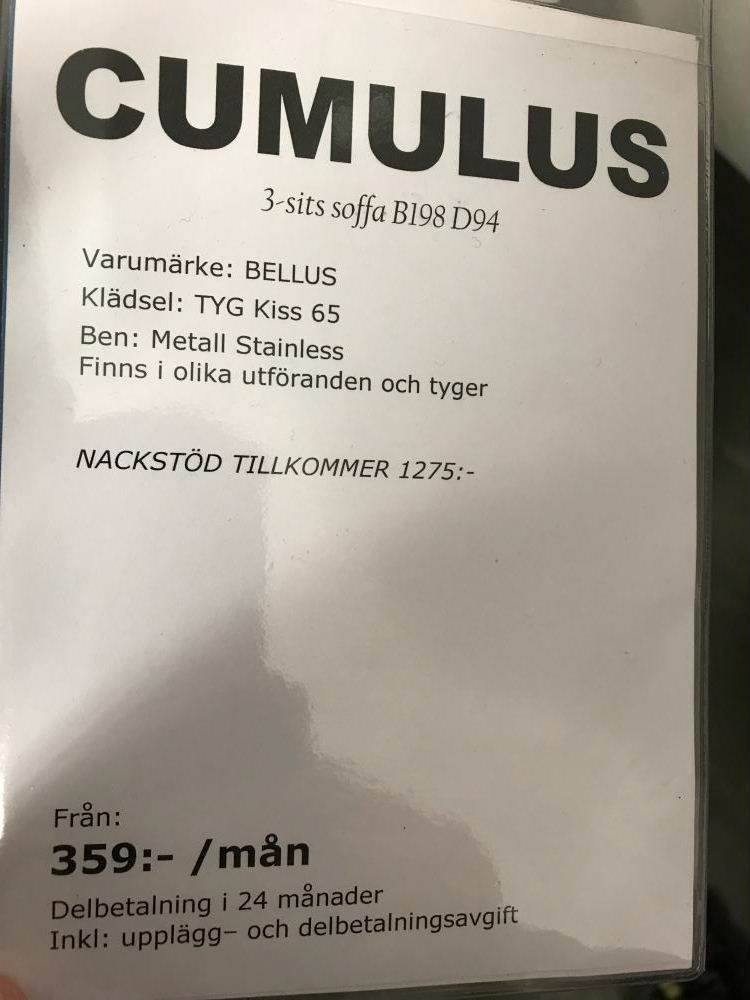 CUMULUS
3-sits soffa B198 D94
Varumärke: BELLUS
Klädsel: TYG Kiss 65
Ben: Metall Stainless
Finns i olika utföranden och tyger
NACKSTÖD TILLKOMMER 1275:-
Från:
359:- /mån
Delbetalning i 24 månader
Inkl: upplägg– och delbetalningsavgift